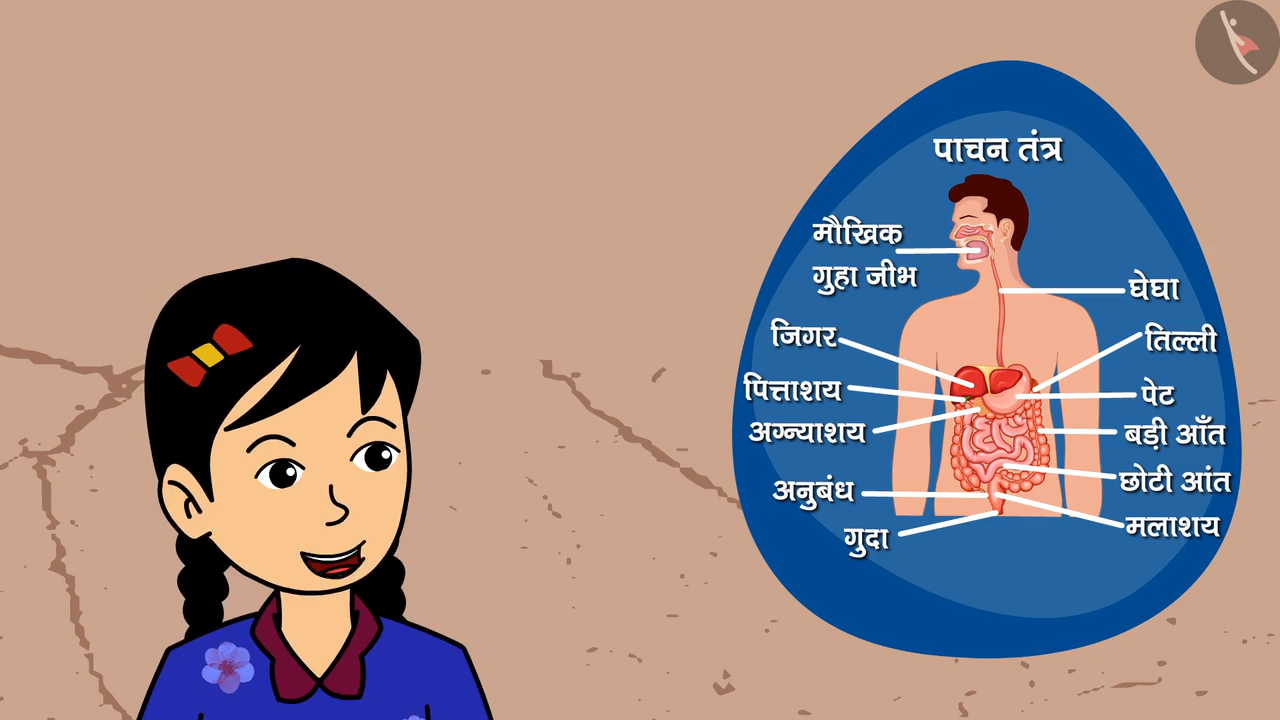 पाचन तंत्र
मौखिक
गुहा जीभ
घेघा
जिगर
तिल्ली
पित्ताशय
पेट
अग्न्याशय
बड़ी आँत
अनुबंध
छोटी आंत
गुदा
मलाशय